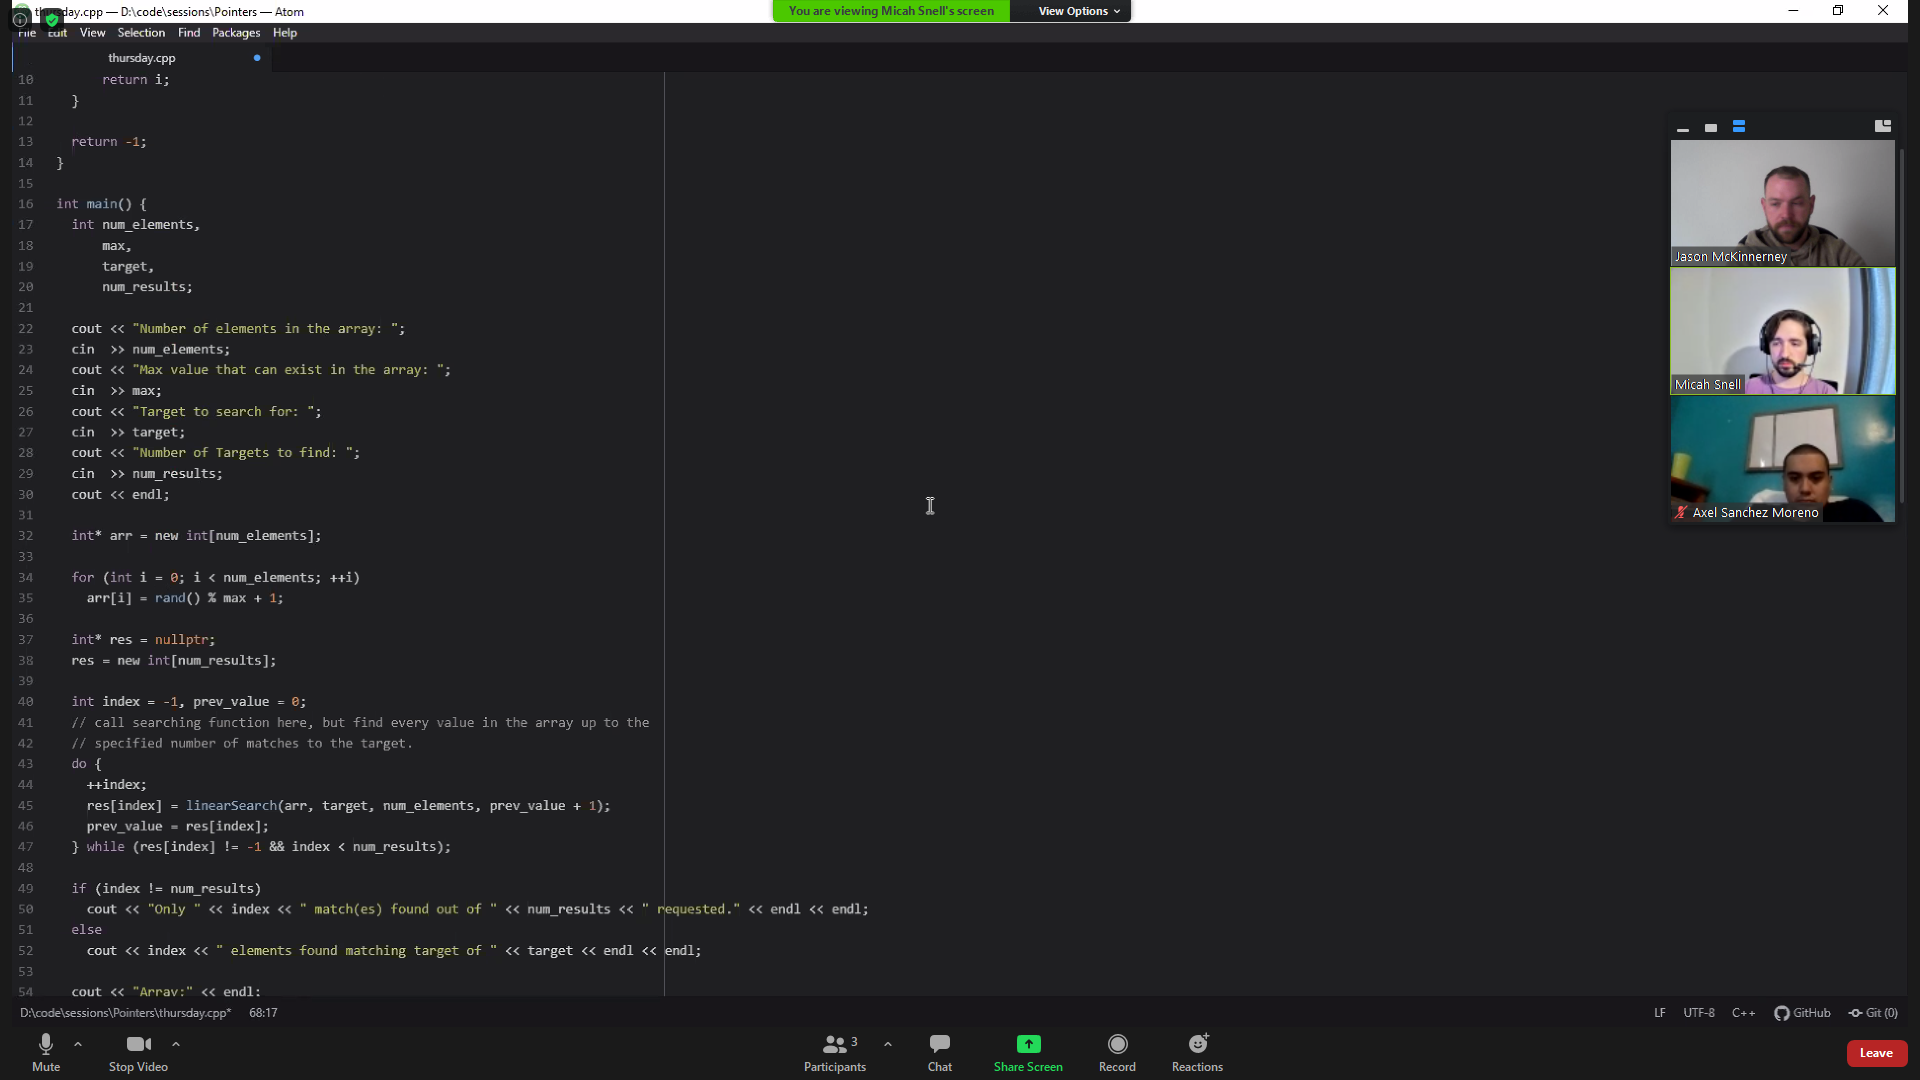 thursday.cpp — D:\code\sessions\Pointers — Atom
You are viewing Micah Snell's screen
View Options
File Edit View Selection Find Packages Help
thursday.cpp
10 return i;
11 }
12
13 return -1;
14 }
15
16 int main() {
17 int num_elements,
18 max,
19 target,
20 num_results;
21
22 cout << "Number of elements in the array: ";
23 cin >> num_elements;
24 cout << "Max value that can exist in the array: ";
25 cin >> max;
26 cout << "Target to search for: ";
27 cin >> target;
28 cout << "Number of Targets to find: ";
29 cin >> num_results;
30 cout << endl;
31
32 int* arr = new int[num_elements];
33
34 for (int i = 0; i < num_elements; ++i)
35 arr[i] = rand() % max + 1;
36
37 int* res = nullptr;
38 res = new int[num_results];
39
40 int index = -1, prev_value = 0;
41 // call searching function here, but find every value in the array up to the
42 // specified number of matches to the target.
43 do {
44 ++index;
45 res[index] = linearSearch(arr, target, num_elements, prev_value + 1);
46 prev_value = res[index];
47 } while (res[index] != -1 && index < num_results);
48
49 if (index != num_results)
50 cout << "Only " << index << " match(es) found out of " << num_results << " requested." << endl << endl;
51 else
52 cout << index << " elements found matching target of " << target << endl << endl;
53
54 cout << "Array:" << endl;
Jason McKinnerney
Micah Snell
Axel Sanchez Moreno
D:\code\sessions\Pointers\thursday.cpp* 68:17
LF UTF-8 C++ GitHub Git (0)
Mute
Stop Video
3
Participants
Chat
Share Screen
Record
Reactions
Leave